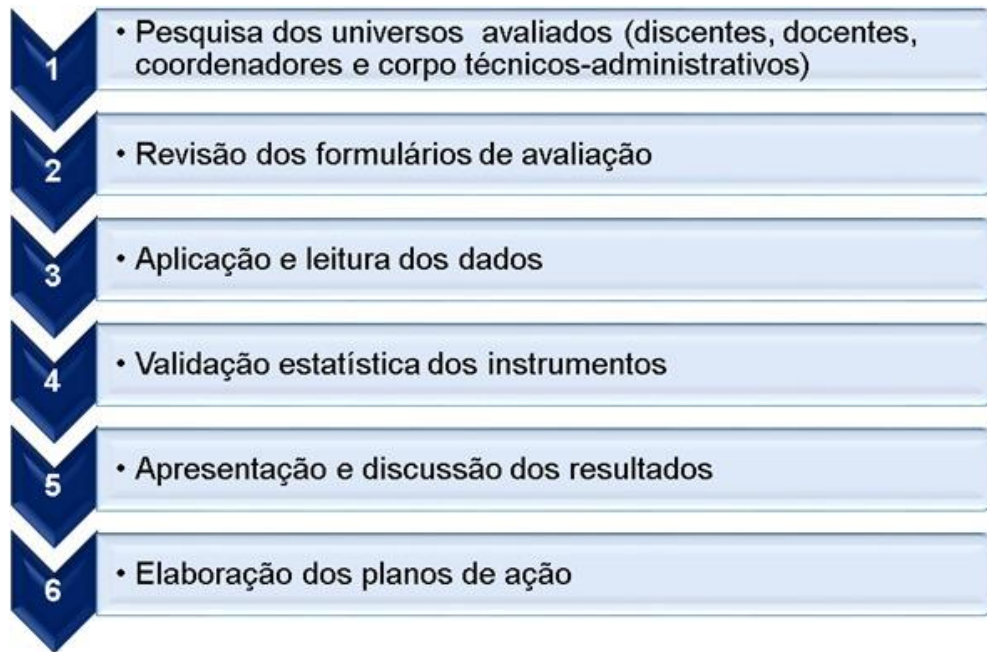 1
• Pesquisa dos universos avaliados (discentes, docentes,
coordenadores e corpo técnicos-administrativos)
2
• Revisão dos formulários de avaliação
3
• Aplicação e leitura dos dados
4
• Validação estatística dos instrumentos
5
• Apresentação e discussão dos resultados
6
• Elaboração dos planos de ação